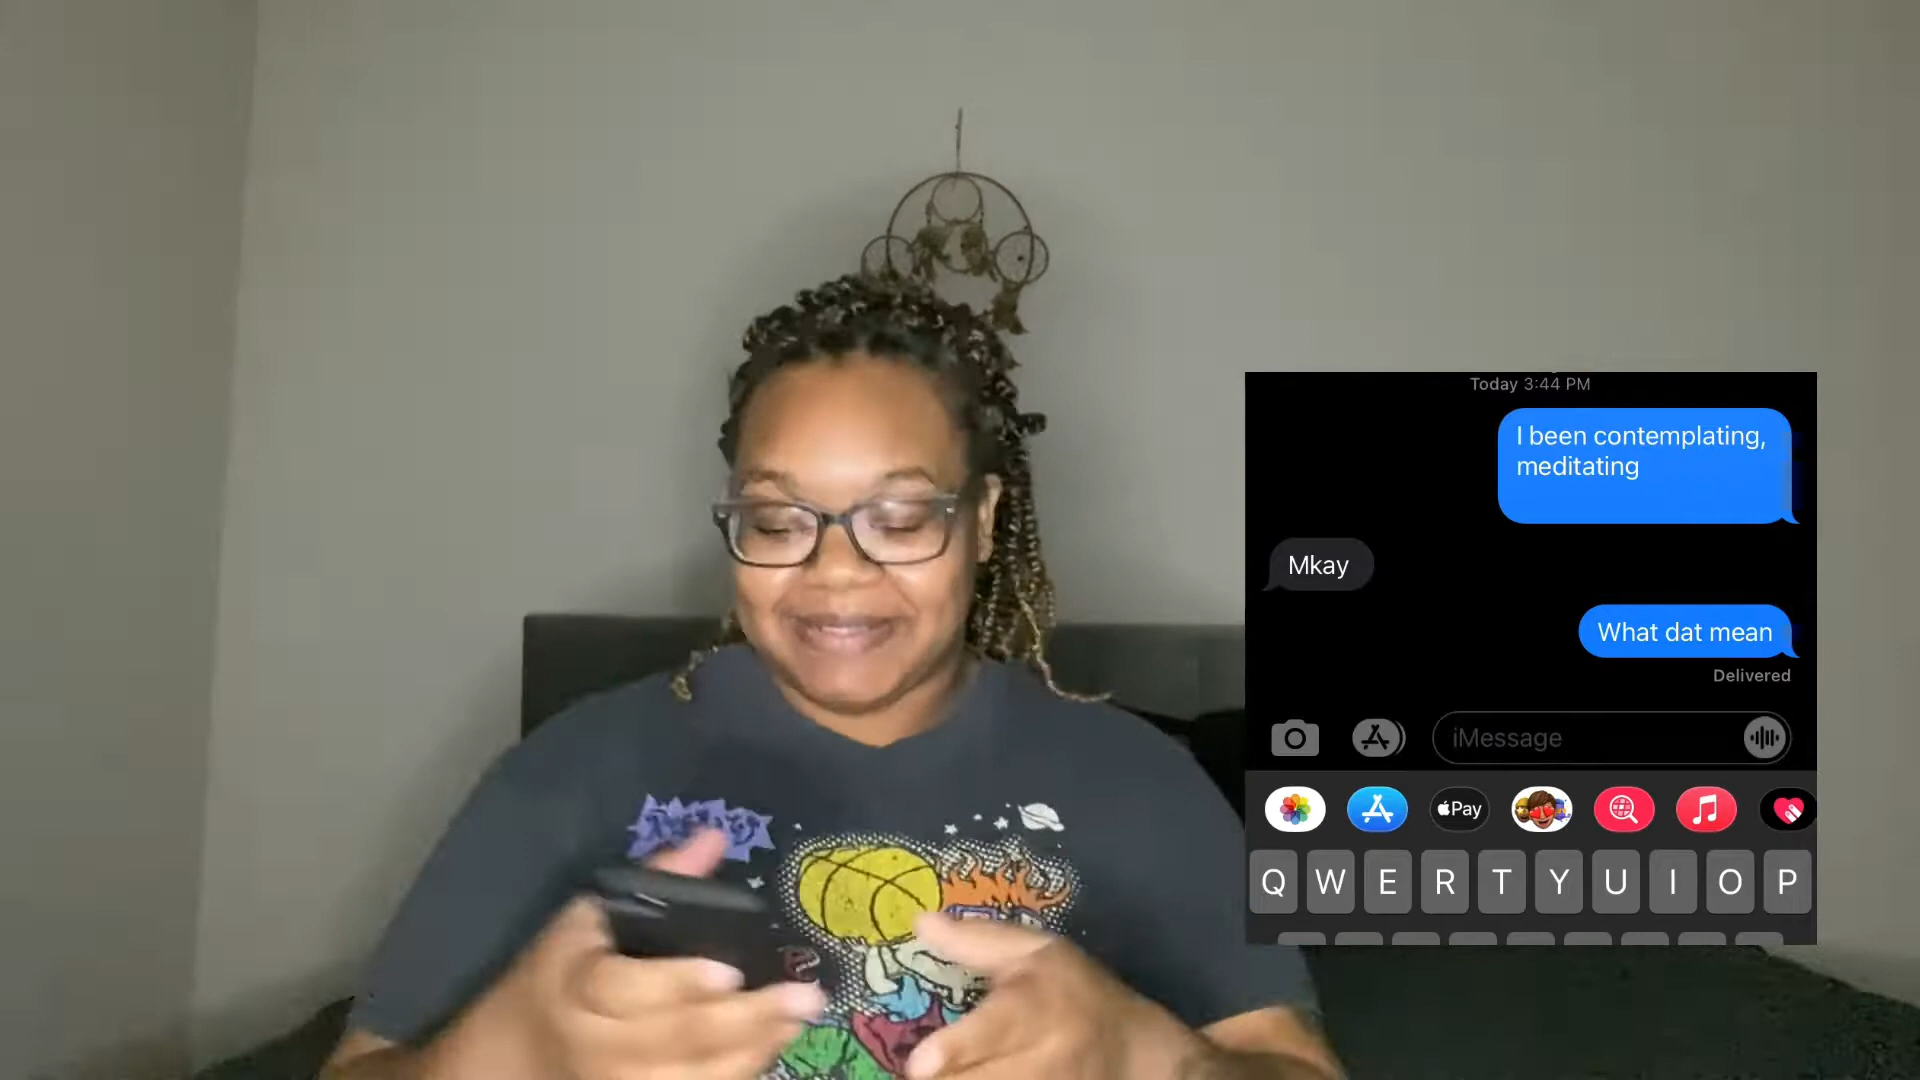 Today 3:44 PM
I been contemplating,
meditating
Mkay
What dat mean
Delivered
iMessage
Pay
Q W E R T Y U I O P